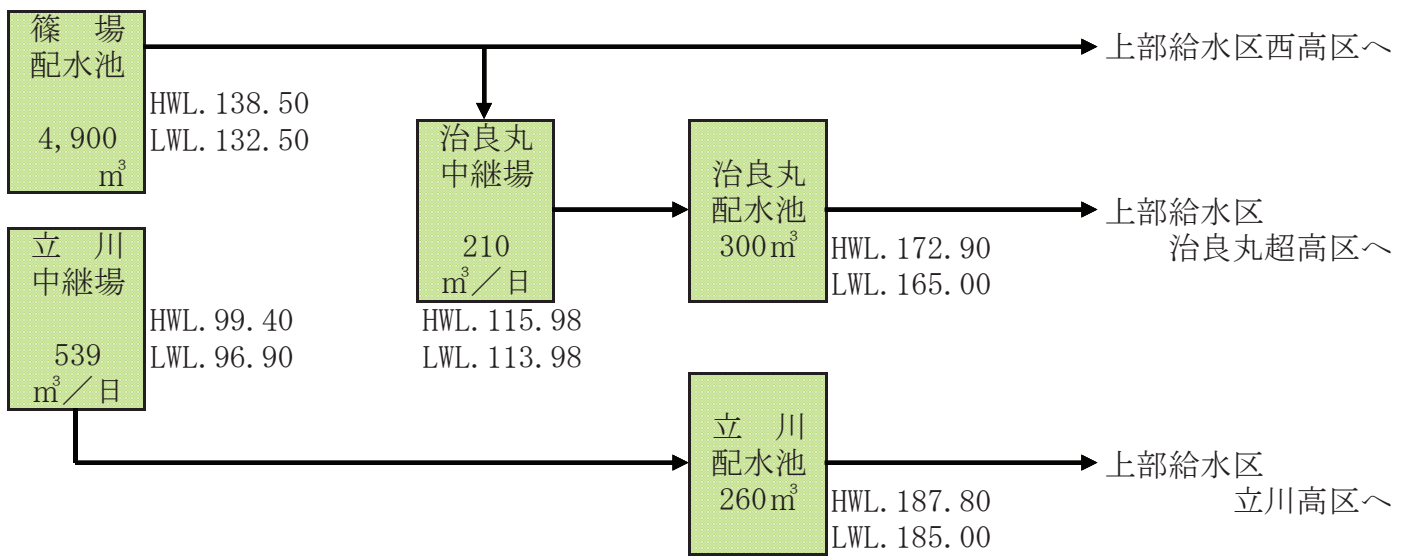 篠　場
配水池
4,900
㎥
HWL.138.50
LWL.132.50
上部給水区西高区へ
治良丸
中継場
210
㎥／日
HWL.115.98
LWL.113.98
治良丸
配水池
300㎥
HWL.172.90
LWL.165.00
上部給水区
治良丸超高区へ
立　川
中継場
539
㎥／日
HWL.99.40
LWL.96.90
立　川
配水池
260㎥
HWL.187.80
LWL.185.00
上部給水区
立川高区へ